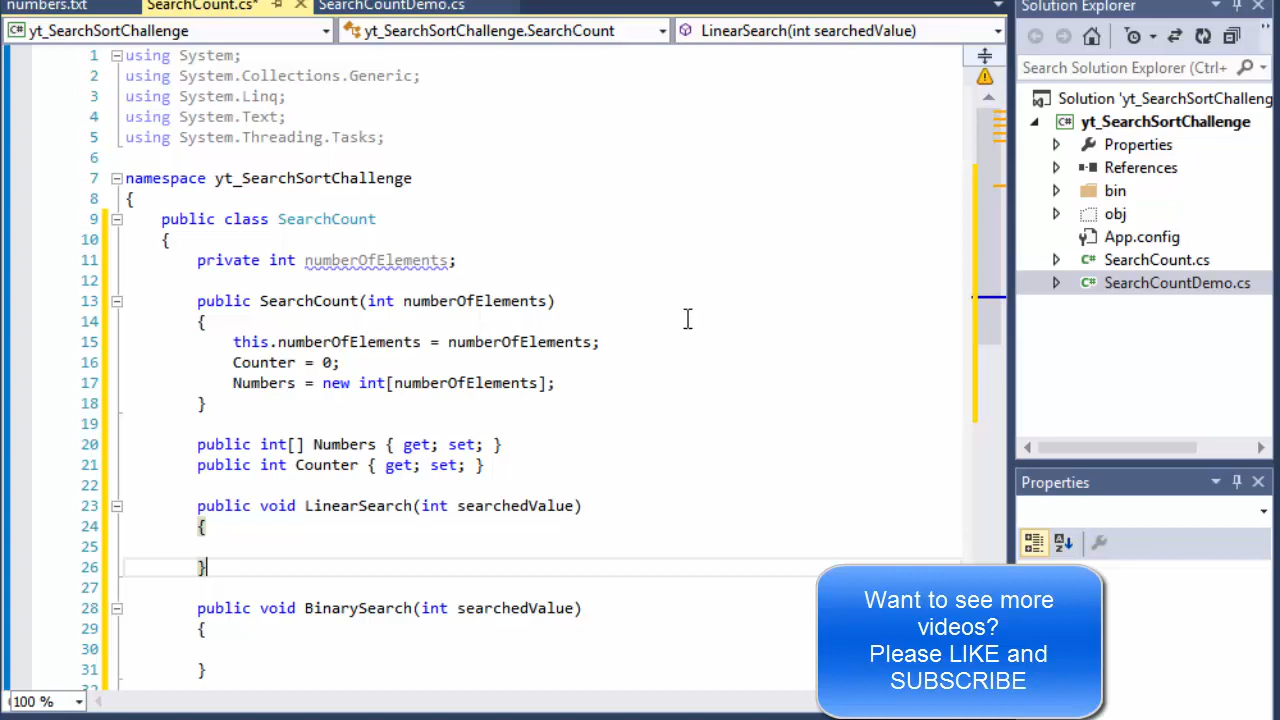 numbers.txt SearchCount.cs* SearchCountDemo.cs
yt_SearchSortChallenge yt_SearchSortChallenge.SearchCount LinearSearch(int searchedValue)
1 using System;
2 using System.Collections.Generic;
3 using System.Linq;
4 using System.Text;
5 using System.Threading.Tasks;
6
7 namespace yt_SearchSortChallenge
8 {
9 public class SearchCount
10 {
11 private int numberOfElements;
12
13 public SearchCount(int numberOfElements)
14 {
15 this.numberOfElements = numberOfElements;
16 Counter = 0;
17 Numbers = new int[numberOfElements];
18 }
19
20 public int[] Numbers { get; set; }
21 public int Counter { get; set; }
22
23 public void LinearSearch(int searchedValue)
24 {
25
26 }
27
28 public void BinarySearch(int searchedValue)
29 {
30
31 }
100 %
Solution Explorer
Search Solution Explorer (Ctrl+
Solution 'yt_SearchSortChalleng
C# yt_SearchSortChallenge
Properties
References
bin
obj
App.config
C# SearchCount.cs
C# SearchCountDemo.cs
Properties
Want to see more
videos?
Please LIKE and
SUBSCRIBE